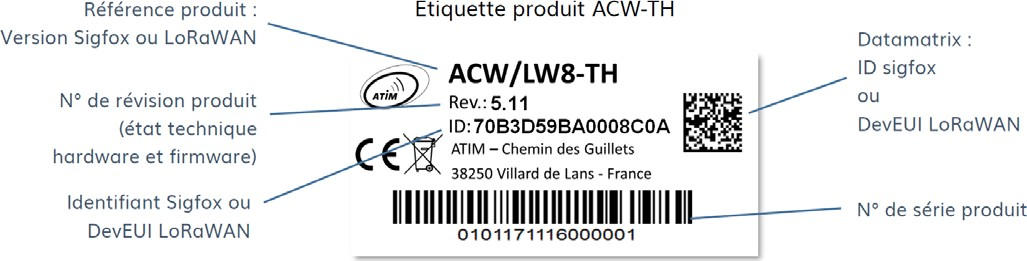 Etiquette produit ACW-TH
Référence produit :
Version Sigfox ou LoRaWAN
N° de révision produit
(état technique
hardware et firmware)
Identifiant Sigfox ou
DevEUI LoRaWAN
ATIM
ACW/LW8-TH
Rev.: 5.11
ID: 70B3D59BA0008C0A
CE
ATIM – Chemin des Guillets
38250 Villard de Lans - France
0101171116000001
Datamatrix :
ID sigfox
ou
DevEUI LoRaWAN
N° de série produit